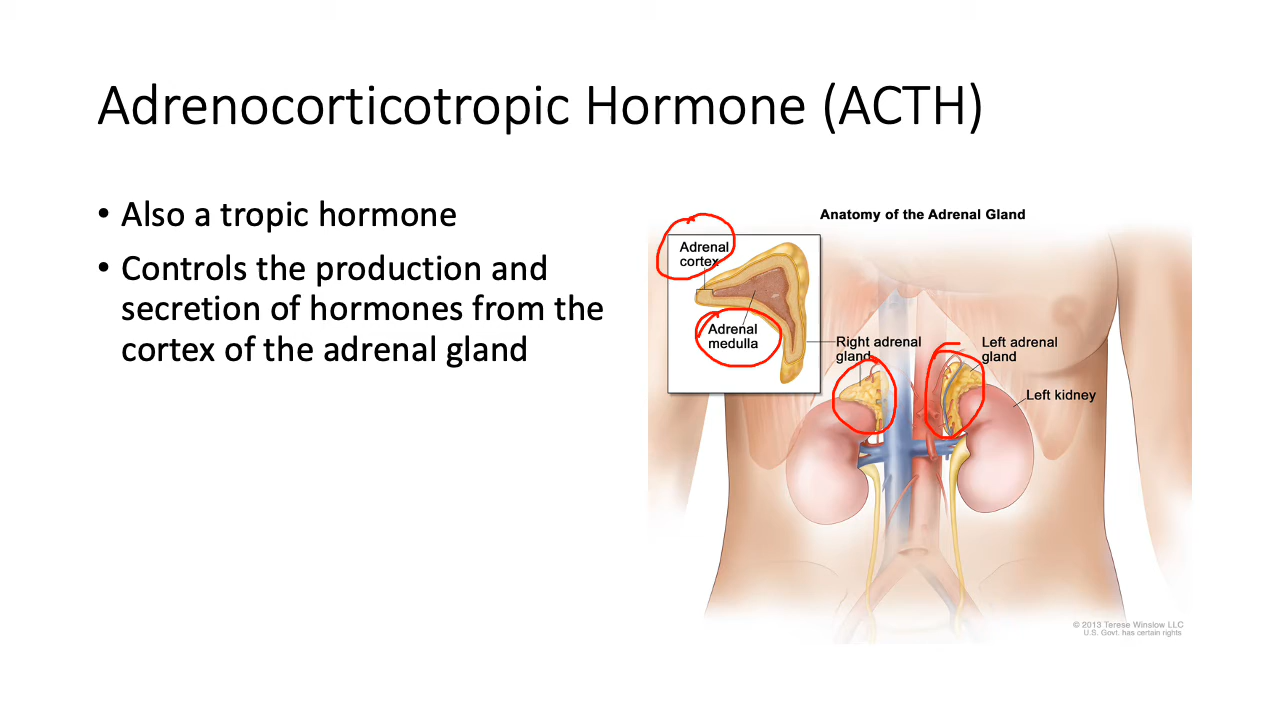 Adrenocorticotropic Hormone (ACTH)
• Also a tropic hormone
• Controls the production and
secretion of hormones from the
cortex of the adrenal gland
Anatomy of the Adrenal Gland
Adrenal
cortex
Adrenal
medulla
Right adrenal
gland
Left adrenal
gland
Left kidney
© 2013 Terese Winslow LLC
U.S. Govt. has certain rights